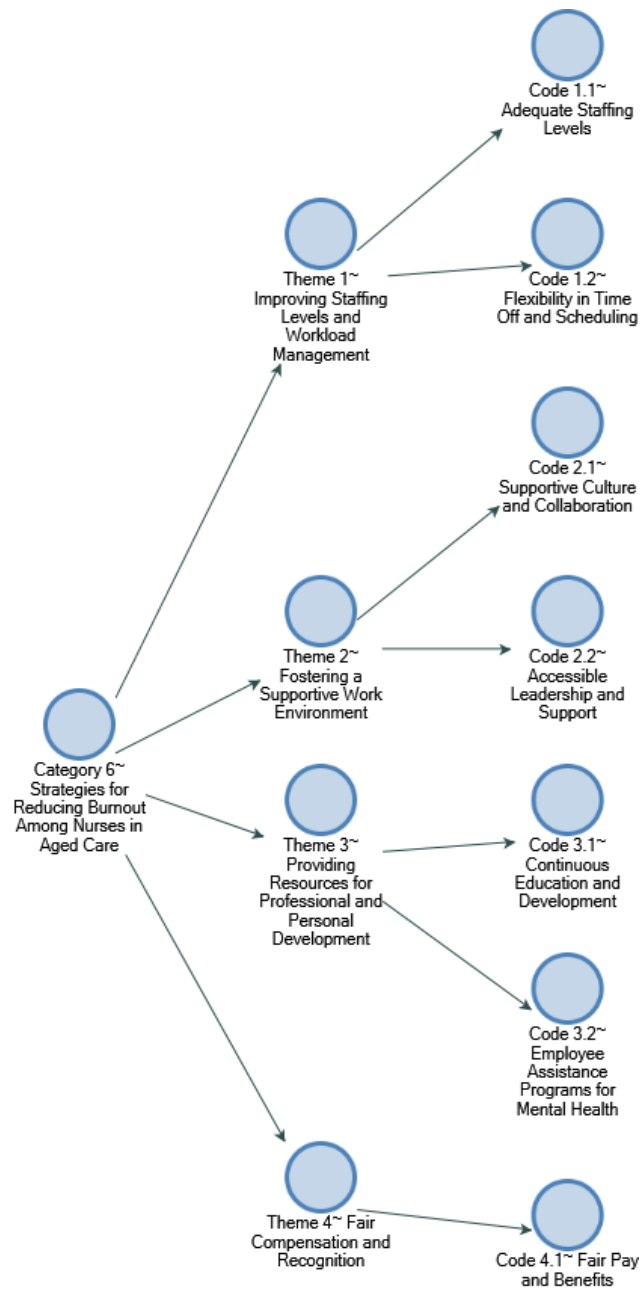 Code 1.1~
Adequate Staffing
Levels
Theme 1~
Improving Staffing
Levels and
Workload
Management
Code 1.2~
Flexibility in Time
Off and Scheduling
Code 2.1~
Supportive Culture
and Collaboration
Theme 2~
Fostering a
Supportive Work
Environment
Code 2.2~
Accessible
Leadership and
Support
Category 6~
Strategies for
Reducing Burnout
Among Nurses in
Aged Care
Theme 3~
Providing
Resources for
Professional and
Personal
Development
Code 3.1~
Continuous
Education and
Development
Code 3.2~
Employee
Assistance
Programs for
Mental Health
Theme 4~ Fair
Compensation and
Recognition
Code 4.1~ Fair Pay
and Benefits